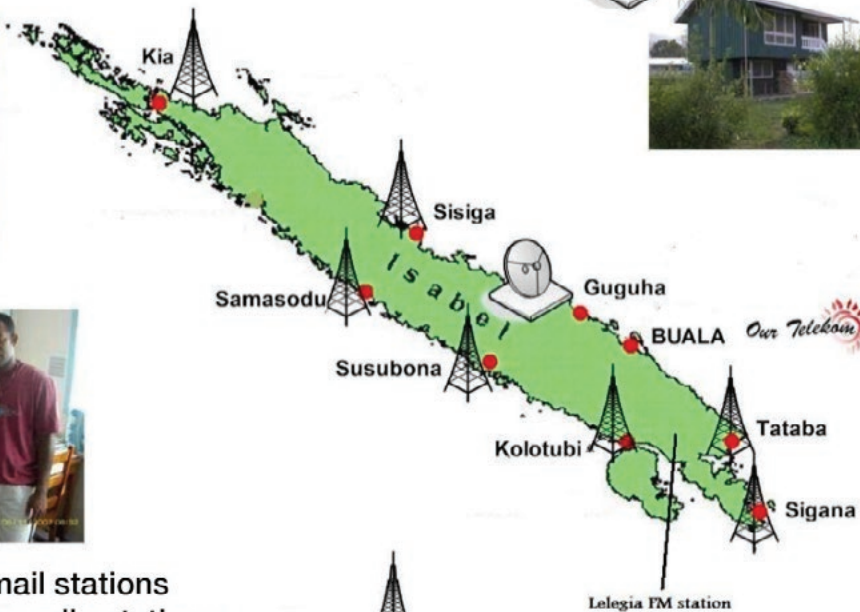 Kia
Sisiga
Isabel
Guguha
Samasodu
BUALA
Our Telekom
Susubona
Tataba
Kolotubi
Sigana
Lelegia FM station
mail stations